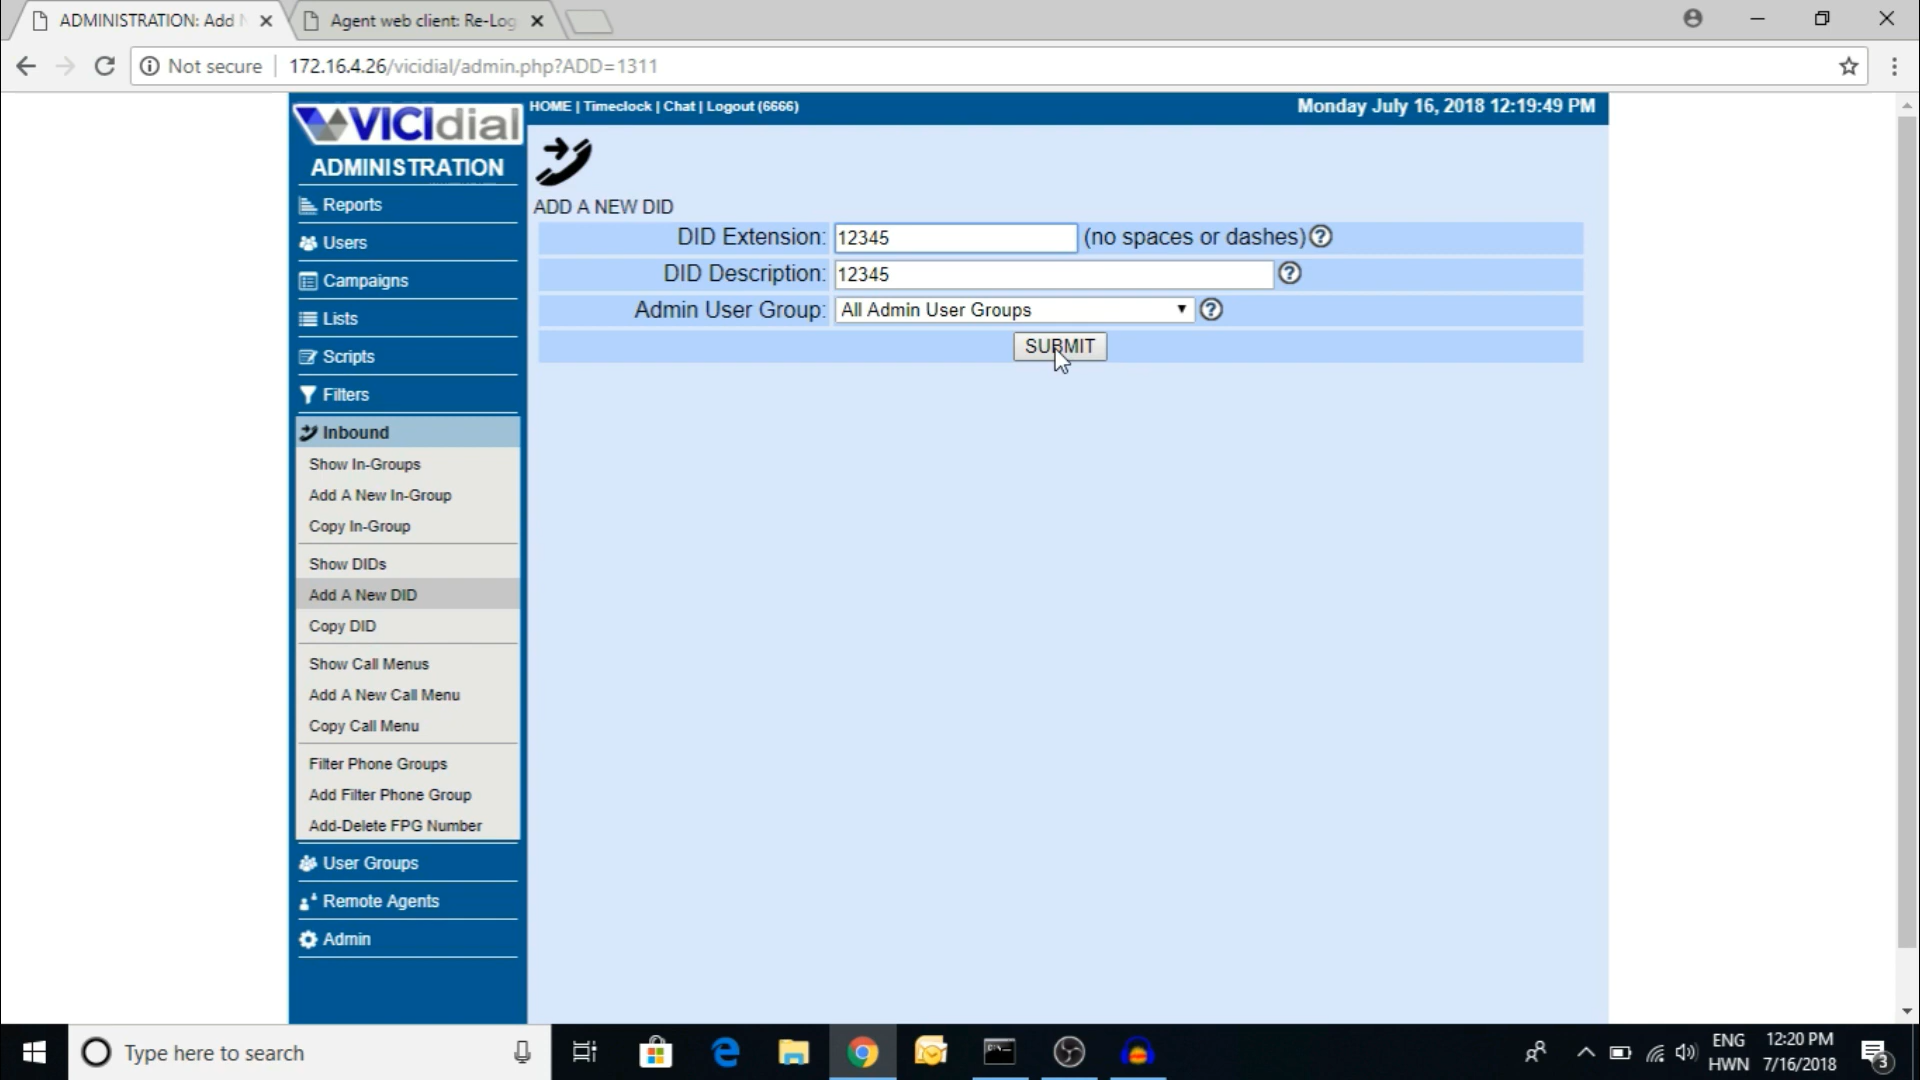 ADMINISTRATION: Add N
Agent web client: Re-Log
Not secure | 172.16.4.26/vicidial/admin.php?ADD=1311
VICIdial
ADMINISTRATION
HOME | Timeclock | Chat | Logout (6666)
Monday July 16, 2018 12:19:49 PM
Reports
Users
Campaigns
Lists
Scripts
Filters
Inbound
Show In-Groups
Add A New In-Group
Copy In-Group
Show DIDs
Add A New DID
Copy DID
Show Call Menus
Add A New Call Menu
Copy Call Menu
Filter Phone Groups
Add Filter Phone Group
Add-Delete FPG Number
User Groups
Remote Agents
Admin
ADD A NEW DID
DID Extension: 12345 (no spaces or dashes)
DID Description: 12345
Admin User Group: All Admin User Groups
SUBMIT
Type here to search
ENG
HWN
12:20 PM
7/16/2018
3